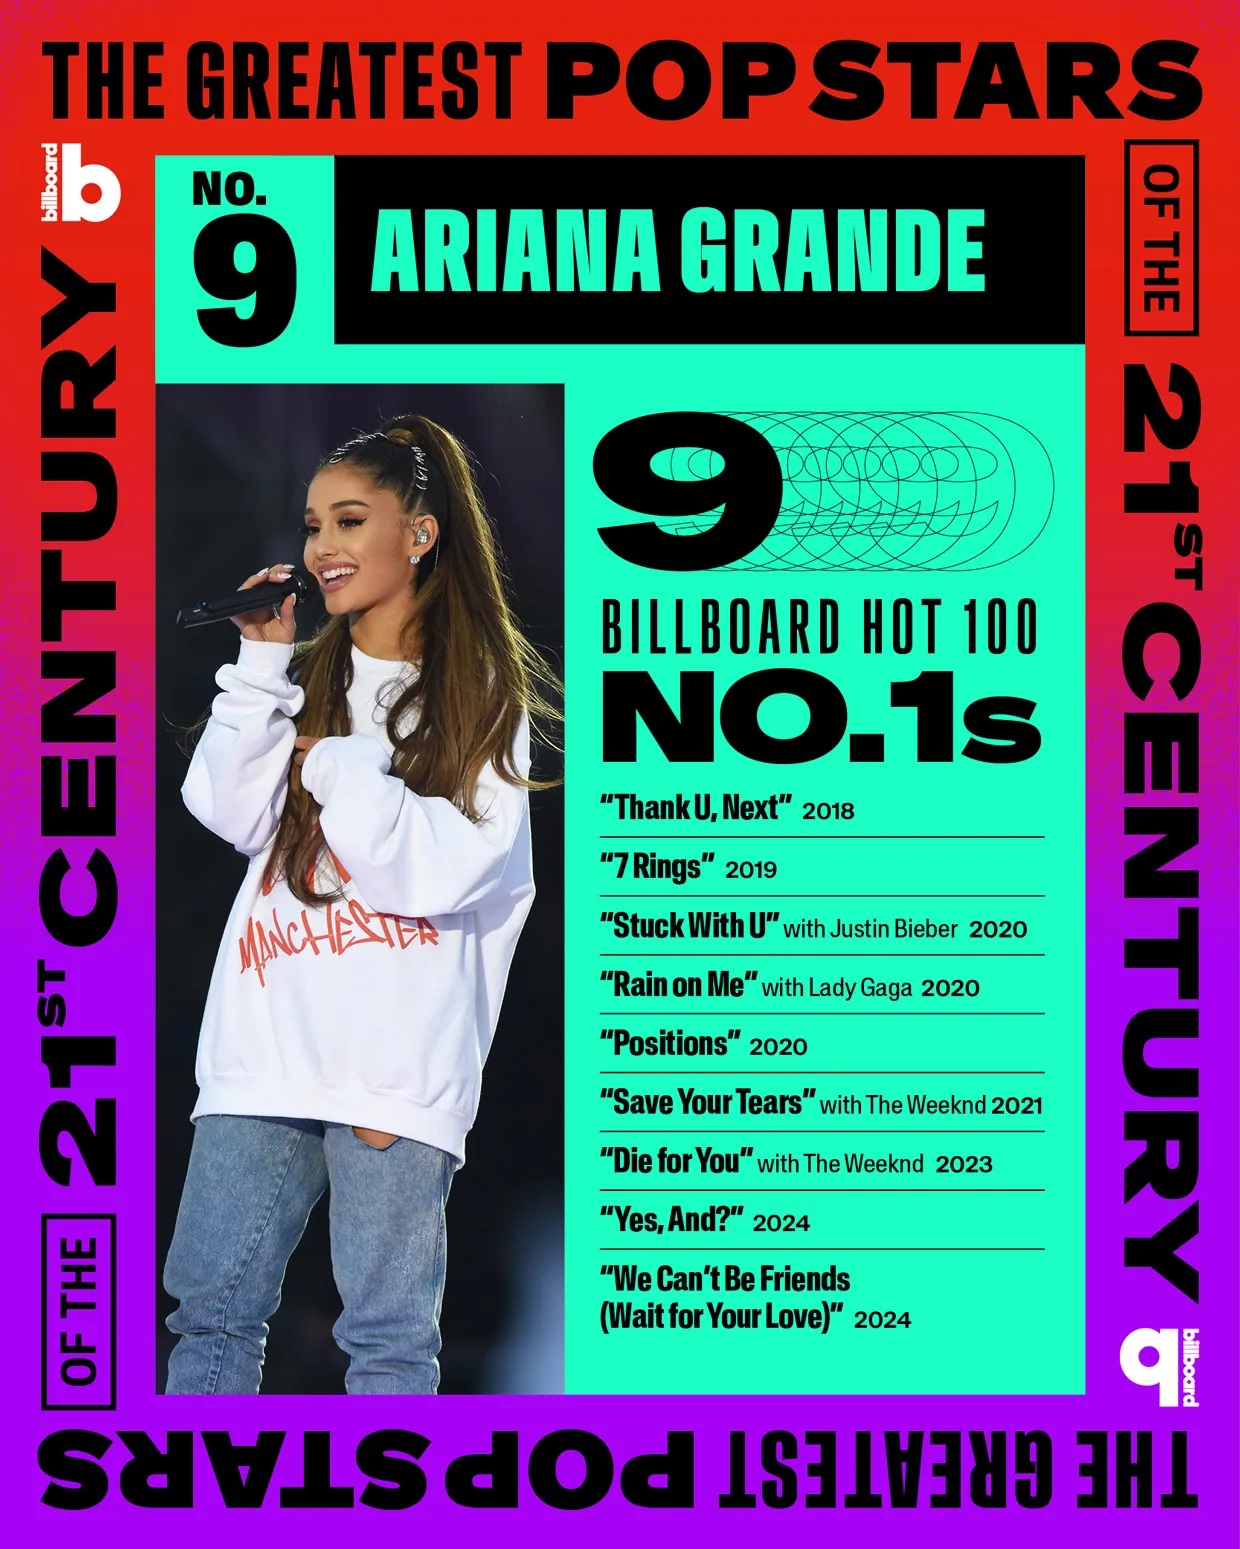 THE GREATEST POP STARS
OF THE
21ST CENTURY
billboard b
NO.
9
ARIANA GRANDE
9
BILLBOARD HOT 100
NO.1s
“Thank U, Next” 2018
“7 Rings” 2019
“Stuck With U” with Justin Bieber 2020
“Rain on Me” with Lady Gaga 2020
“Positions” 2020
“Save Your Tears” with The Weeknd 2021
“Die for You” with The Weeknd 2023
“Yes, And?” 2024
“We Can’t Be Friends
(Wait for Your Love)” 2024
MANCHESTER
billboard b
THE GREATEST POP STARS
OF THE
21ST CENTURY